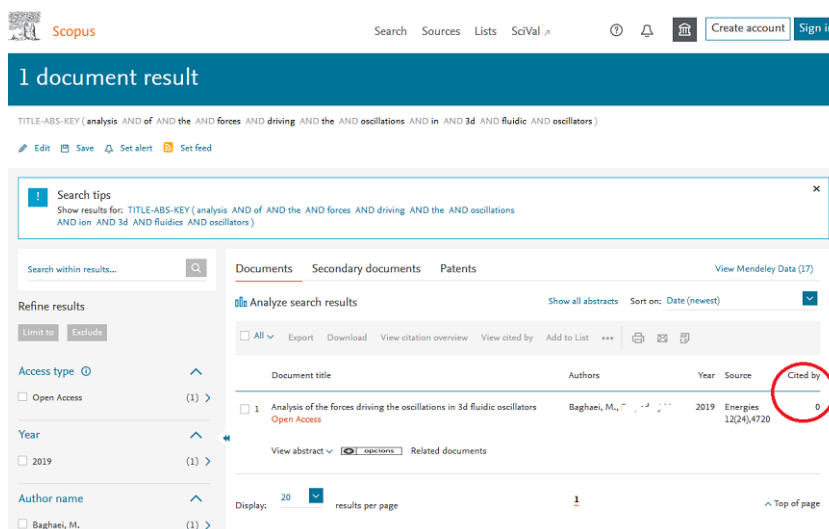 Scopus
Search Sources Lists SciVal
Create account
Sign in
1 document result
TITLE-ABS-KEY ( analysis AND of AND the AND forces AND driving AND the AND oscillations AND in AND 3d AND fluidic AND oscillators )
Edit Save Set alert Set feed
Search tips
Show results for: TITLE-ABS-KEY ( analysis AND of AND the AND forces AND driving AND the AND oscillations
AND ion AND 3d AND fluidics AND oscillators )
Search within results...
Refine results
Limit to Exclude
Access type
Open Access (1)
Year
2019 (1)
Author name
Baghaei, M. (1)
Documents Secondary documents Patents
View Mendeley Data (17)
Analyze search results
Show all abstracts Sort on: Date (newest)
All Export Download View citation overview View cited by Add to List •••
Document title Authors Year Source Cited by
1 Analysis of the forces driving the oscillations in 3d fluidic oscillators Baghaei, M., 2019 Energies 0
Open Access 12(24),4720
View abstract opcions Related documents
Display: 20 results per page
1
Top of page